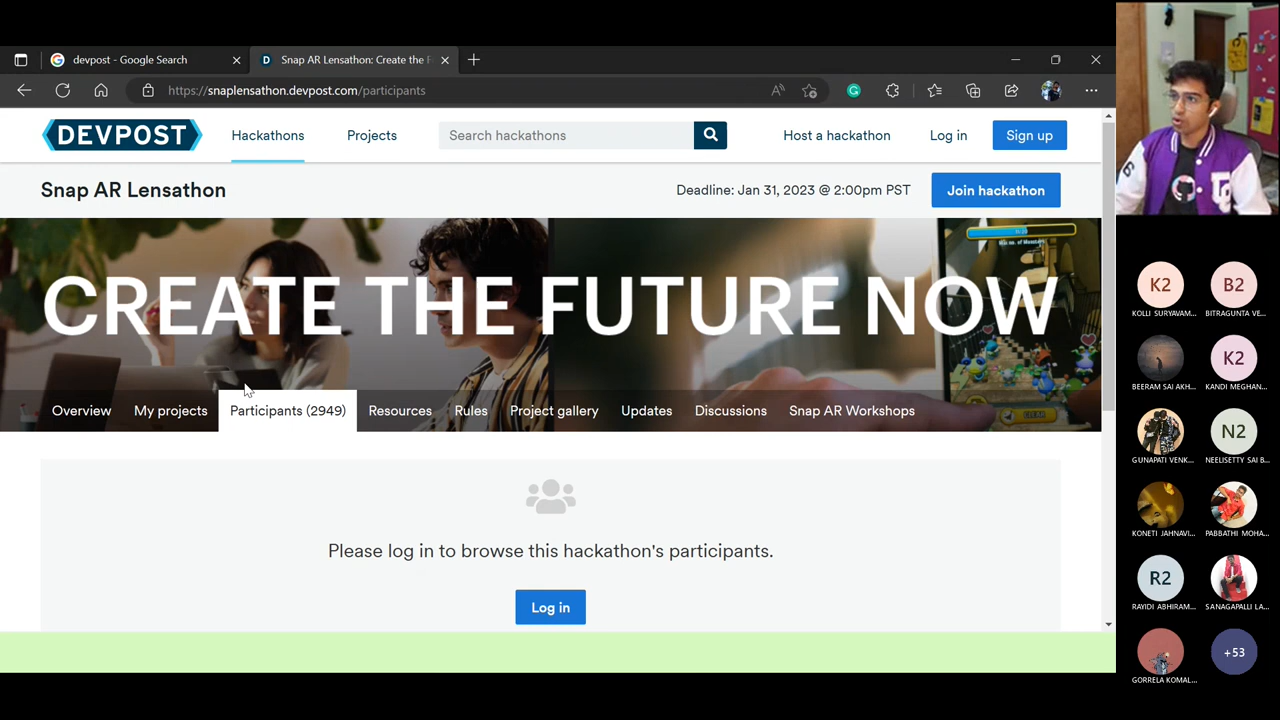 devpost - Google Search
D
Snap AR Lensathon: Create the F
https://snaplensathon.devpost.com/participants
DEVPOST
Hackathons
Projects
Search hackathons
Host a hackathon
Log in
Sign up
Snap AR Lensathon
Deadline: Jan 31, 2023 @ 2:00pm PST
Join hackathon
CREATE THE FUTURE NOW
CLEAR
Overview
My projects
Participants (2949)
Resources
Rules
Project gallery
Updates
Discussions
Snap AR Workshops
Please log in to browse this hackathon's participants.
Log in
K2
B2
KOLLI SURYAVAM...
BITRAGUNTA VE...
K2
BEERAM SAI AKH...
KANDI MEGHAN...
N2
GUNAPATI VENK...
NEELISETTY SAI B...
KONETI JAHNAVI...
PABBATHI MOHA...
R2
RAYIDI ABHIRAM...
SANAGAPALLI LA...
+53
GORRELA KOMAL...